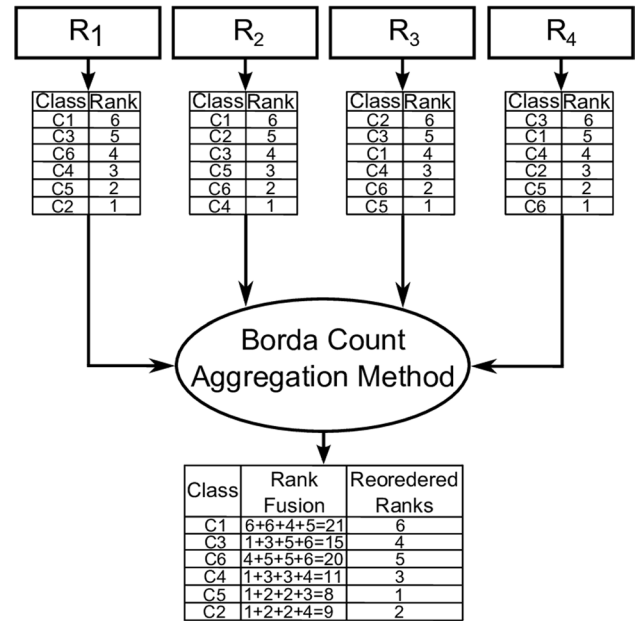 R1 R2 R3 R4
Class Rank Class Rank Class Rank Class Rank
C1 6 C1 6 C2 6 C3 6
C3 5 C2 5 C3 5 C1 5
C6 4 C3 4 C1 4 C4 4
C4 3 C5 3 C4 3 C2 3
C5 2 C6 2 C6 2 C5 2
C2 1 C4 1 C5 1 C6 1
Borda Count
Aggregation Method
Class Rank Fusion Reoredered Ranks
C1 6+6+4+5=21 6
C3 1+3+5+6=15 4
C6 4+5+5+6=20 5
C4 1+3+3+4=11 3
C5 1+2+2+3=8 1
C2 1+2+2+4=9 2